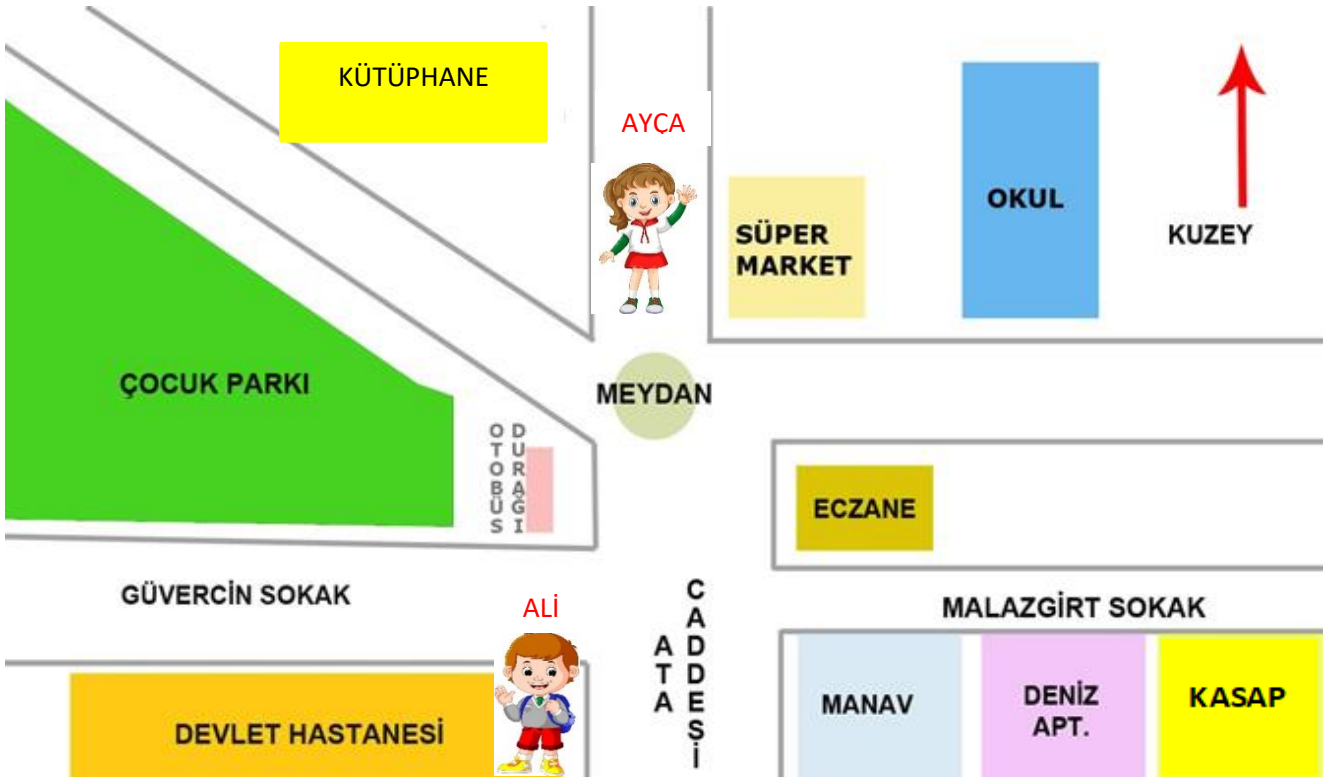 KÜTÜPHANE
AYÇA
SÜPER
MARKET
OKUL
KUZEY
ÇOCUK PARKI
MEYDAN
OTOBÜS
DURAĞI
ECZANE
GÜVERCİN SOKAK
ALİ
ATA
CADDESİ
MALAZGİRT SOKAK
DEVLET HASTANESİ
MANAV
DENİZ
APT.
KASAP